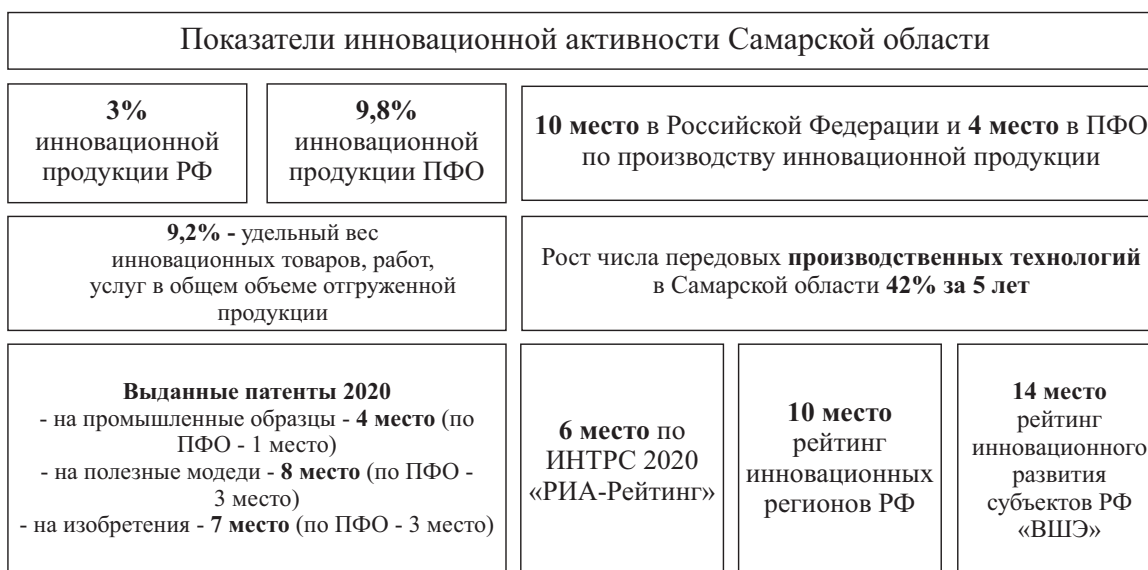 Показатели инновационной активности Самарской области
3%
инновационной
продукции РФ
9,8%
инновационной
продукции ПФО
10 место в Российской Федерации и 4 место в ПФО
по производству инновационной продукции
9,2% - удельный вес
инновационных товаров, работ,
услуг в общем объеме отгруженной
продукции
Рост числа передовых производственных технологий
в Самарской области 42% за 5 лет
Выданные патенты 2020
- на промышленные образцы - 4 место (по
ПФО - 1 место)
- на полезные модеди - 8 место (по ПФО -
3 место)
- на изобретения - 7 место (по ПФО - 3 место)
6 место по
ИНТРС 2020
«РИА-Рейтинг»
10 место
рейтинг
инновационных
регионов РФ
14 место
рейтинг
инновационного
развития
субъектов РФ
«ВШЭ»